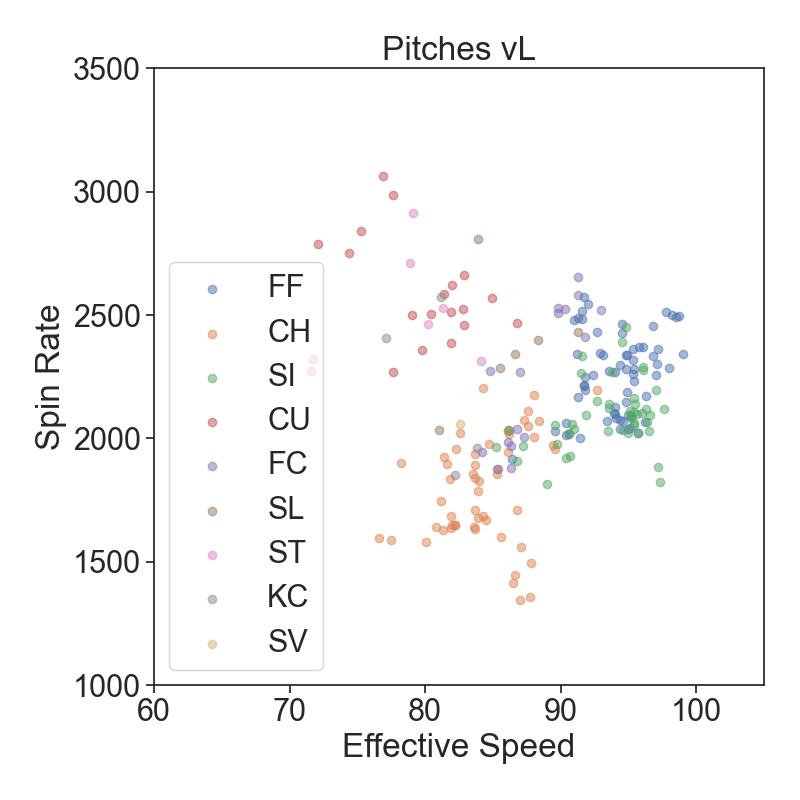 Pitches vL
3500
3000
2500
2000
1500
1000
Spin Rate
FF
CH
SI
CU
FC
SL
ST
KC
SV
60 70 80 90 100
Effective Speed